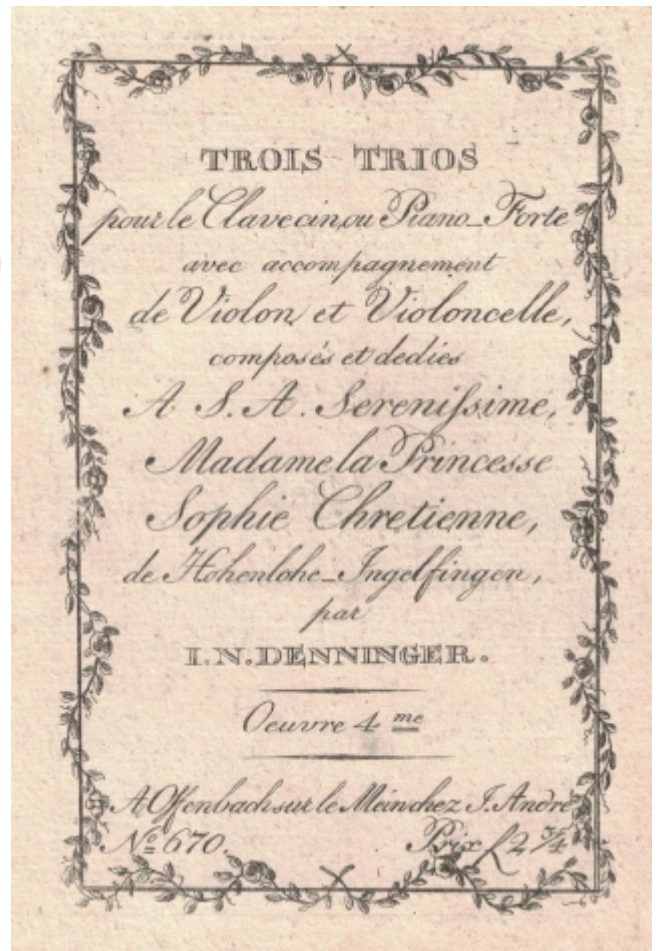 TROIS TRIOS
pour le Clavecin, ou Piano-Forte
avec accompagnement
de Violon et Violoncelle,
composés et dediés
A S. A. Serenissime,
Madame la Princesse
Sophie Chretienne,
de Hohenlohe-Ingelfingen,
par
I.N.DENNINGER.
Oeuvre 4 me
A Offenbach sur le Mein chez J. André
No 670. Prix f 2 3/4